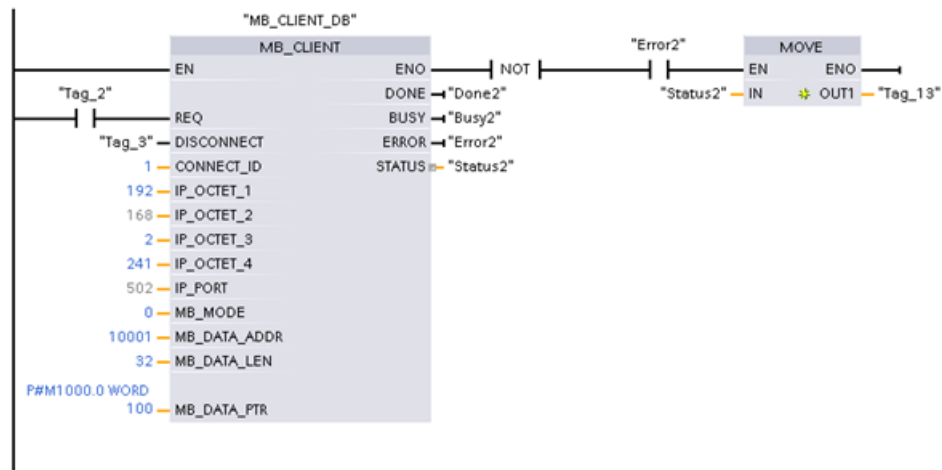 "MB_CLIENT_DB"
MB_CLIENT
"Error2"
MOVE
EN ENO
NOT
EN ENO
"Tag_2"
DONE "Done2"
"Status2" IN OUT1 "Tag_13"
REQ BUSY "Busy2"
"Tag_3" DISCONNECT ERROR "Error2"
1 CONNECT_ID STATUS "Status2"
192 IP_OCTET_1
168 IP_OCTET_2
2 IP_OCTET_3
241 IP_OCTET_4
502 IP_PORT
0 MB_MODE
10001 MB_DATA_ADDR
32 MB_DATA_LEN
P#M1000.0 WORD
100 MB_DATA_PTR